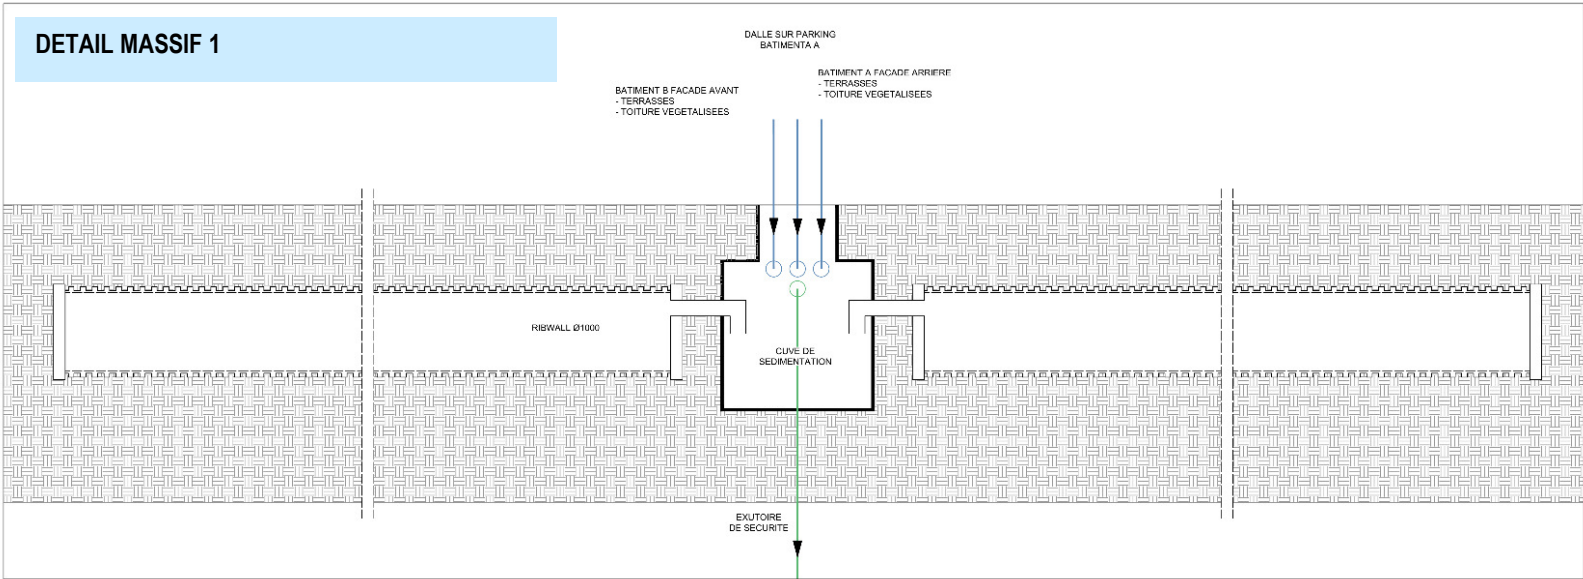 DETAIL MASSIF 1
DALLE SUR PARKING
BATIMENTA A
BATIMENT B FACADE AVANT
- TERRASSES
- TOITURE VEGETALISEES
BATIMENT A FACADE ARRIERE
- TERRASSES
- TOITURE VEGETALISEES
RIBWALL Ø1000
CUVE DE
SEDIMENTATION
EXUTOIRE
DE SECURITE